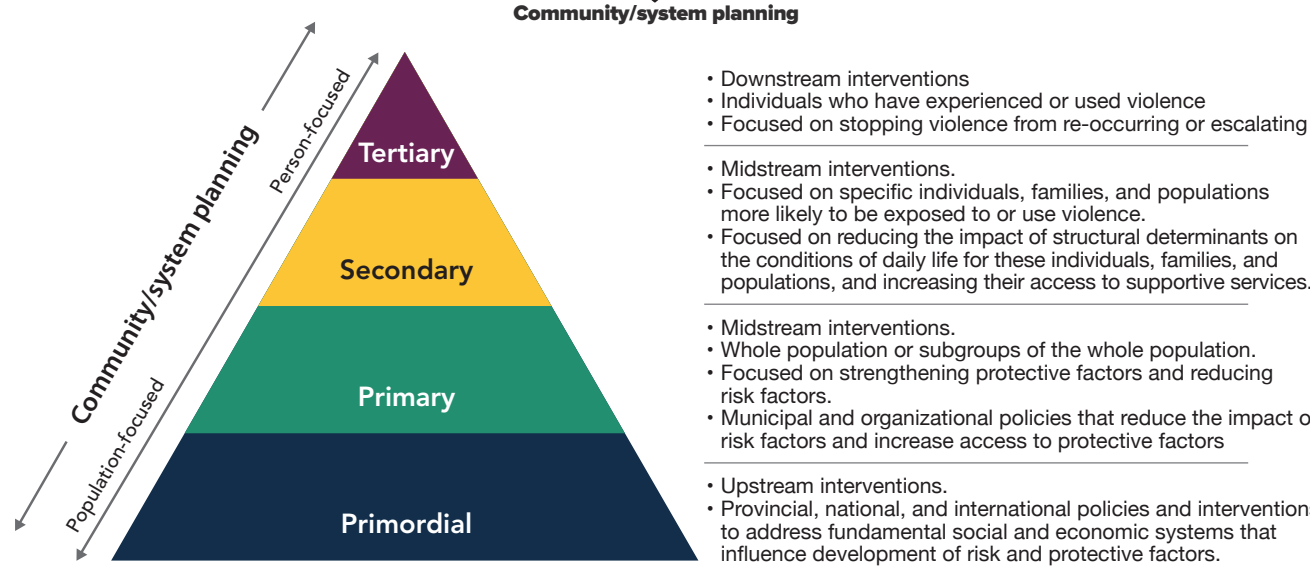 Community/system planning
Community/system planning
Person-focused
Population-focused
Tertiary
• Downstream interventions
• Individuals who have experienced or used violence
• Focused on stopping violence from re-occurring or escalating
Secondary
• Midstream interventions.
• Focused on specific individuals, families, and populations
more likely to be exposed to or use violence.
• Focused on reducing the impact of structural determinants on
the conditions of daily life for these individuals, families, and
populations, and increasing their access to supportive services.
Primary
• Midstream interventions.
• Whole population or subgroups of the whole population.
• Focused on strengthening protective factors and reducing
risk factors.
• Municipal and organizational policies that reduce the impact o
risk factors and increase access to protective factors
Primordial
• Upstream interventions.
• Provincial, national, and international policies and interventions
to address fundamental social and economic systems that
influence development of risk and protective factors.